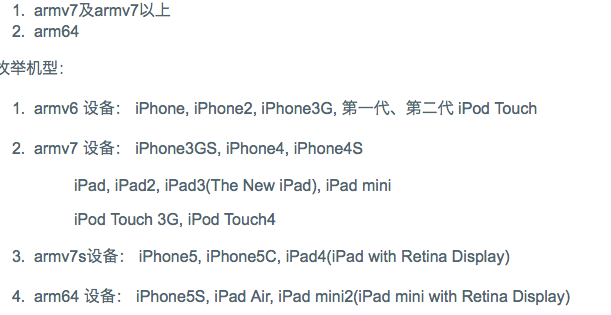 1. armv7及armv7以上
2. arm64
枚举机型：
1. armv6 设备： iPhone, iPhone2, iPhone3G, 第一代、第二代 iPod Touch
2. armv7 设备： iPhone3GS, iPhone4, iPhone4S
iPad, iPad2, iPad3(The New iPad), iPad mini
iPod Touch 3G, iPod Touch4
3. armv7s设备： iPhone5, iPhone5C, iPad4(iPad with Retina Display)
4. arm64 设备： iPhone5S, iPad Air, iPad mini2(iPad mini with Retina Display)